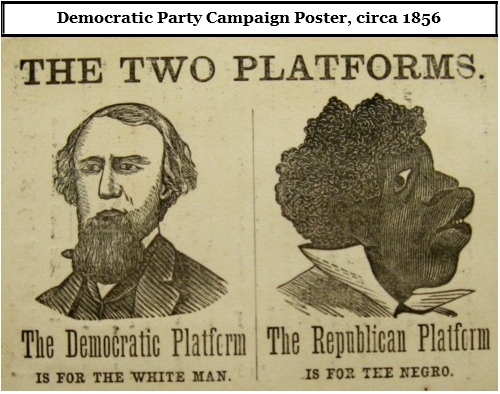 Democratic Party Campaign Poster, circa 1856
THE TWO PLATFORMS.
The Democratic Platform
IS FOR THE WHITE MAN.
The Republican Platform
IS FOR THE NEGRO.